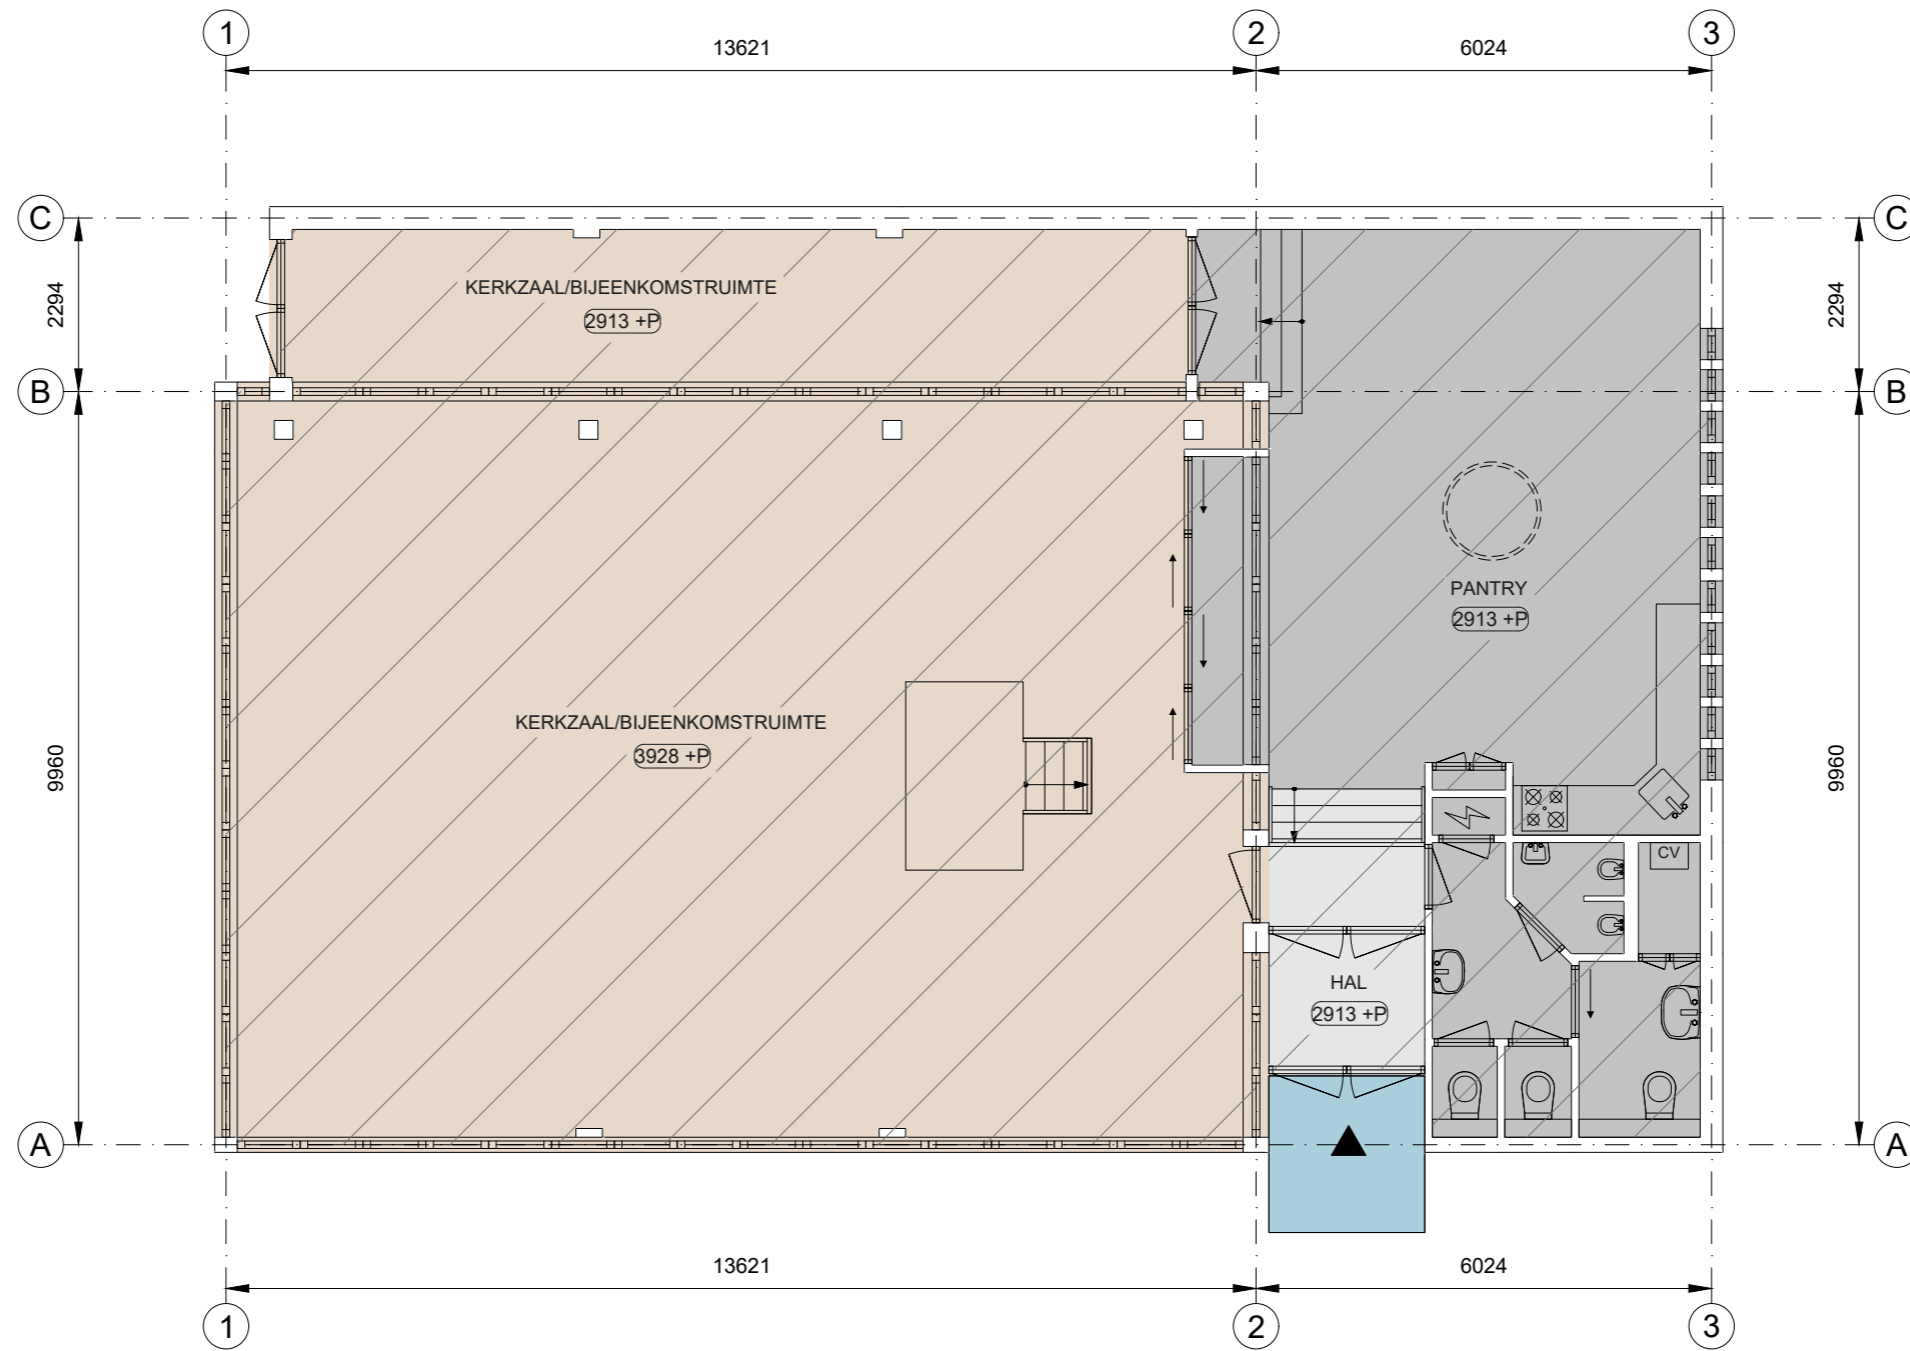 1
2
3
13621
6024
C
C
2294
2294
KERKZAAL/BIJEENKOMSTRUIMTE
2913 +P
B
B
PANTRY
2913 +P
KERKZAAL/BIJEENKOMSTRUIMTE
3928 +P
9960
9960
CV
HAL
2913 +P
A
A
13621
6024
1
2
3